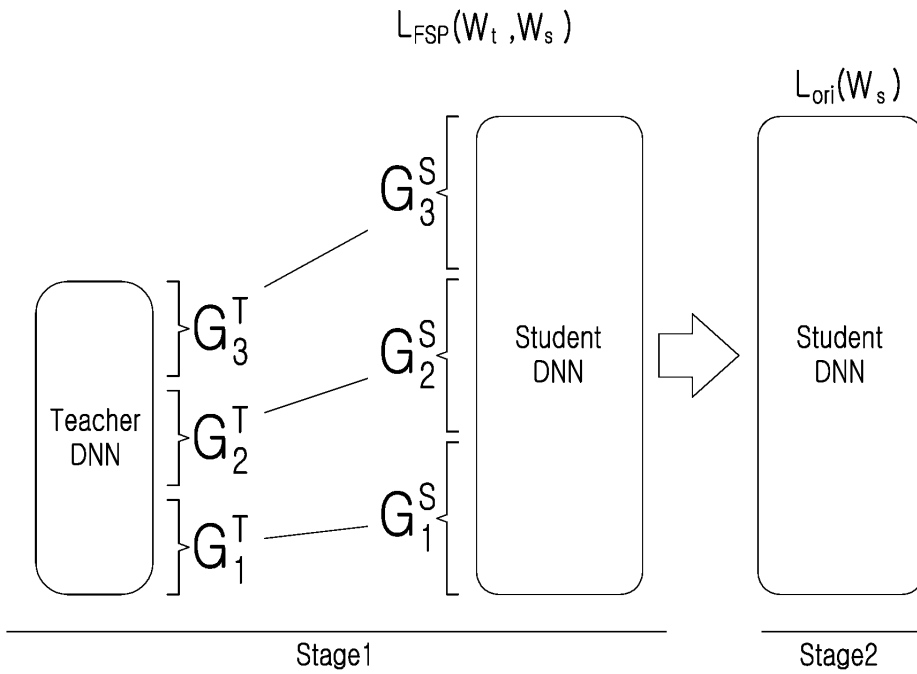 L_FSP(W_t ,W_s )
L_ori(W_s )
G_3^S
G_3^T
G_2^S
Student
DNN
Student
DNN
Teacher
DNN
G_2^T
G_1^S
G_1^T
Stage1
Stage2